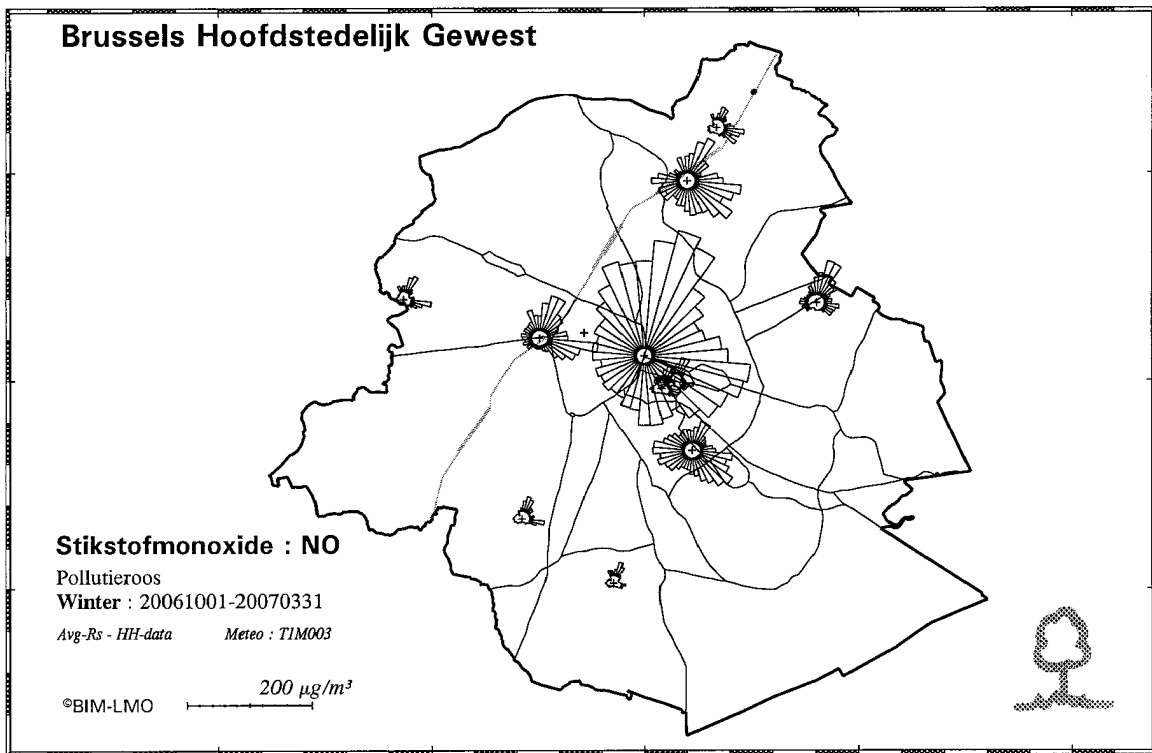 Brussels Hoofdstedelijk Gewest
Stikstofmonoxide : NO
Pollutieroos
Winter : 20061001-20070331
Avg-Rs - HH-data Meteo : T1M003
200 µg/m³
©BIM-LMO